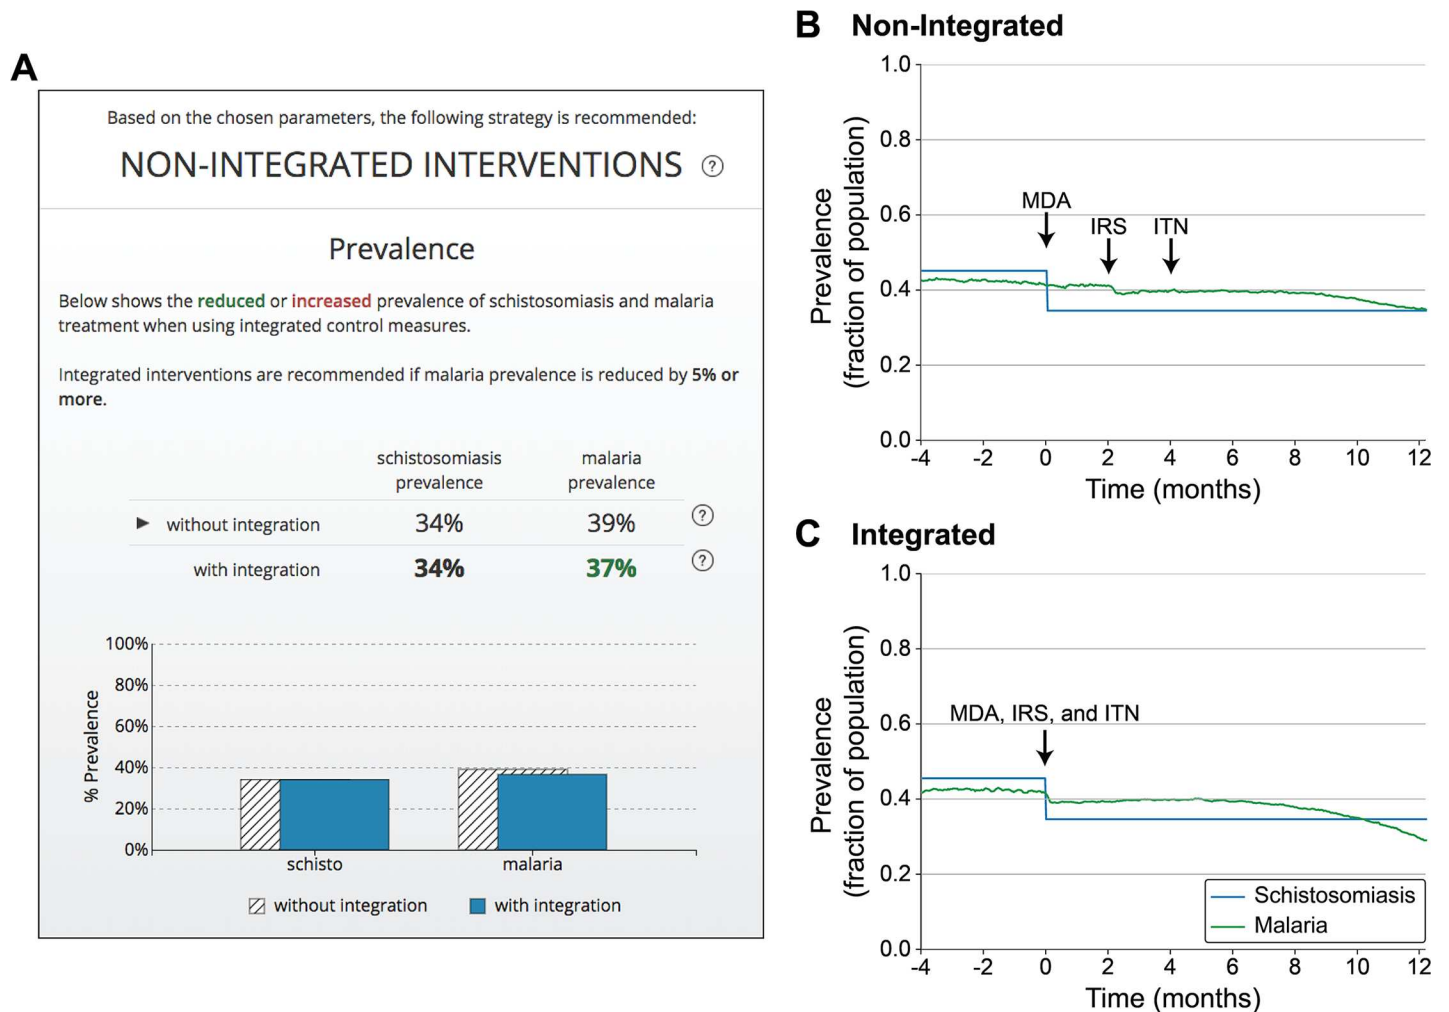 A
Based on the chosen parameters, the following strategy is recommended:
NON-INTEGRATED INTERVENTIONS ?
Prevalence
Below shows the reduced or increased prevalence of schistosomiasis and malaria
treatment when using integrated control measures.
Integrated interventions are recommended if malaria prevalence is reduced by 5% or
more.
schistosomiasis malaria
prevalence prevalence
▶ without integration 34% 39% ?
with integration 34% 37% ?
100%
80%
60%
40%
20%
0%
% Prevalence
schisto malaria
without integration with integration
B Non-Integrated
1.0
0.8
0.6
0.4
0.2
0.0
Prevalence
(fraction of population)
MDA
IRS ITN
-4 -2 0 2 4 6 8 10 12
Time (months)
C Integrated
1.0
0.8
0.6
0.4
0.2
0.0
Prevalence
(fraction of population)
MDA, IRS, and ITN
Schistosomiasis
Malaria
-4 -2 0 2 4 6 8 10 12
Time (months)